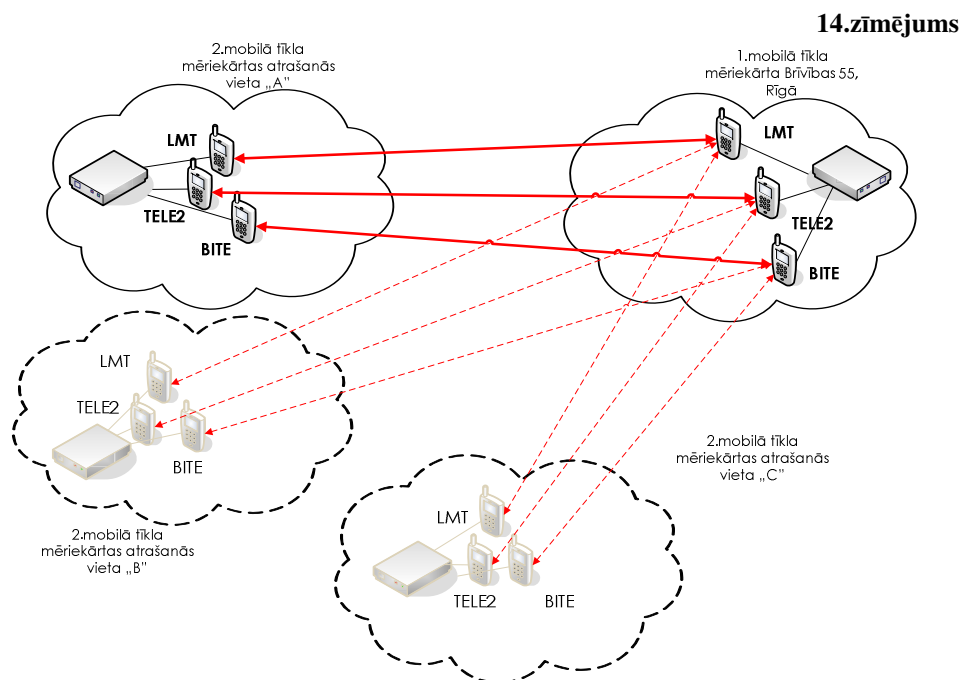 14.zīmējums
2.mobilā tīkla
mēriekārtas atrašanās
vieta „A”
1.mobilā tīkla
mēriekārta Brīvības 55,
Rīgā
LMT
TELE2
BITE
LMT
TELE2
BITE
LMT
TELE2
BITE
2.mobilā tīkla
mēriekārtas atrašanās
vieta „B”
2.mobilā tīkla
mēriekārtas atrašanās
vieta „C”
LMT
TELE2
BITE